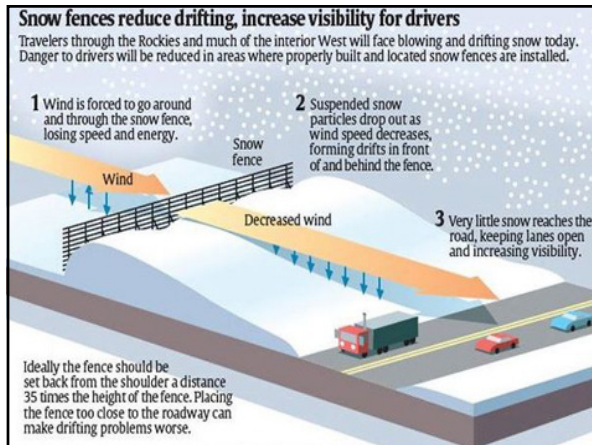 Snow fences reduce drifting, increase visibility for drivers
Travelers through the Rockies and much of the interior West will face blowing and drifting snow today.
Danger to drivers will be reduced in areas where properly built and located snow fences are installed.
1 Wind is forced to go around
and through the snow fence,
losing speed and energy.
2 Suspended snow
particles drop out as
wind speed decreases,
forming drifts in front
of and behind the fence.
Snow
fence
Wind
Decreased wind
3 Very little snow reaches the
road, keeping lanes open
and increasing visibility.
Ideally the fence should be
set back from the shoulder a distance
35 times the height of the fence. Placing
the fence too close to the roadway can
make drifting problems worse.